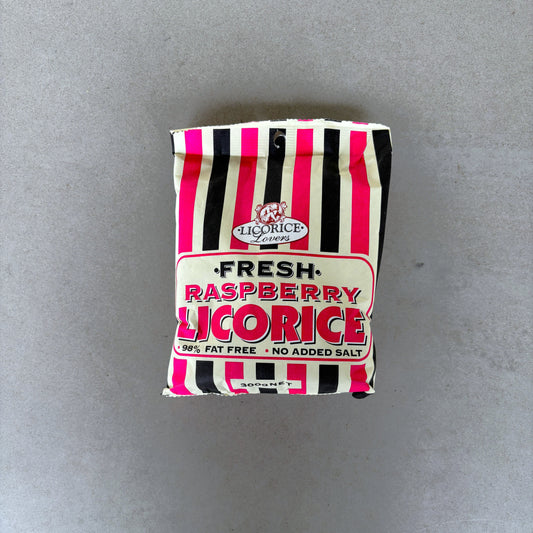 LICORICE
Lovers
·FRESH·
RASPBERRY
LICORICE
· 98% FAT FREE · NO ADDED SALT
300G NET